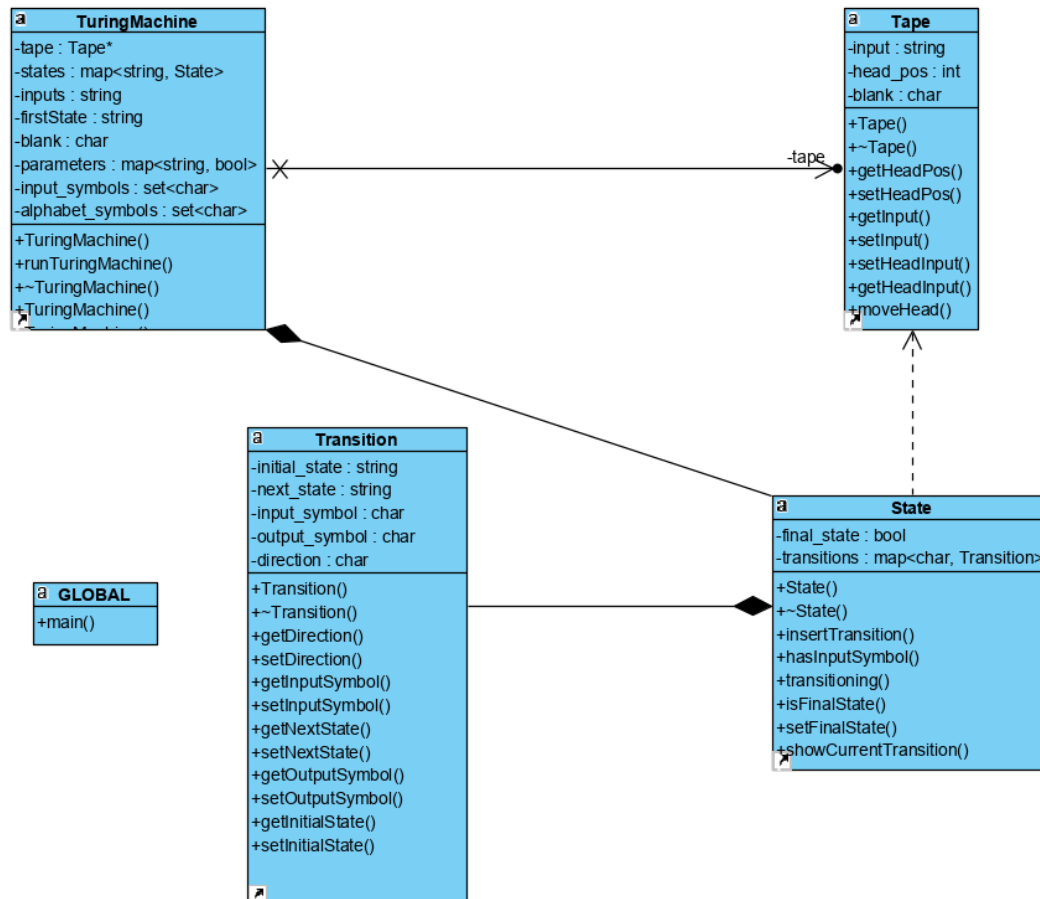 a TuringMachine
-tape : Tape*
-states : map<string, State>
-inputs : string
-firstState : string
-blank : char
-parameters : map<string, bool>
-input_symbols : set<char>
-alphabet_symbols : set<char>
+TuringMachine()
+runTuringMachine()
+~TuringMachine()
+TuringMachine()
a Tape
-input : string
-head_pos : int
-blank : char
+Tape()
+~Tape()
+getHeadPos()
+setHeadPos()
+getInput()
+setInput()
+setHeadInput()
+getHeadInput()
+moveHead()
-tape
a Transition
-initial_state : string
-next_state : string
-input_symbol : char
-output_symbol : char
-direction : char
+Transition()
+~Transition()
+getDirection()
+setDirection()
+getInputSymbol()
+setInputSymbol()
+getNextState()
+setNextState()
+getOutputSymbol()
+setOutputSymbol()
+getInitialState()
+setInitialState()
a State
-final_state : bool
-transitions : map<char, Transition>
+State()
+~State()
+insertTransition()
+hasInputSymbol()
+transitioning()
+isFinalState()
+setFinalState()
+showCurrentTransition()
a GLOBAL
+main()